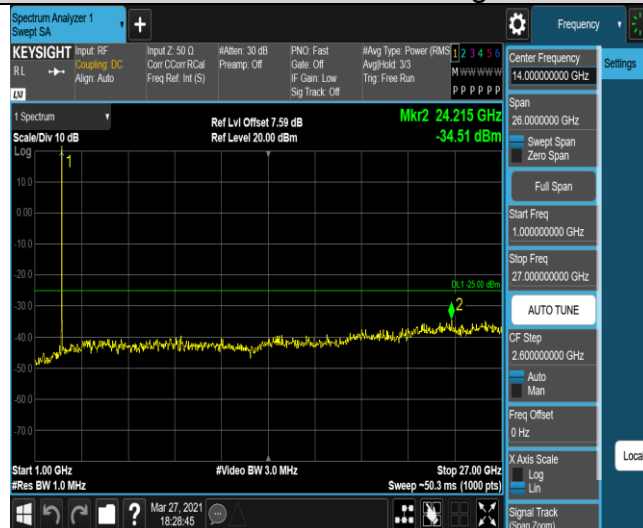 Spectrum Analyzer 1
Swept SA
Frequency
KEYSIGHT
R L
LXI
Input: RF
Coupling: DC
Align: Auto
Input Z: 50 Ω
Corr CCorr RCal
Freq Ref: Int (S)
#Atten: 30 dB
Preamp: Off
PNO: Fast
Gate: Off
IF Gain: Low
Sig Track: Off
#Avg Type: Power (RMS
Avg|Hold: 3/3
Trig: Free Run
1 2 3 4 5 6
M W W W W W
P P P P P P
1 Spectrum
Scale/Div 10 dB
Log
Ref Lvl Offset 7.59 dB
Ref Level 20.00 dBm
Mkr2 24.215 GHz
-34.51 dBm
1
10.0
0.00
-10.0
-20.0
DL1 -25.00 dBm
2
-30.0
-40.0
-50.0
-60.0
-70.0
Start 1.00 GHz
#Res BW 1.0 MHz
#Video BW 3.0 MHz
Stop 27.00 GHz
Sweep ~50.3 ms (1000 pts)
Mar 27, 2021
18:28:45
Center Frequency
14.000000000 GHz
Settings
Span
26.0000000 GHz
Swept Span
Zero Span
Full Span
Start Freq
1.000000000 GHz
Stop Freq
27.000000000 GHz
AUTO TUNE
CF Step
2.600000000 GHz
Auto
Man
Freq Offset
0 Hz
X Axis Scale
Log
Lin
Local
Signal Track
(Span Zoom)